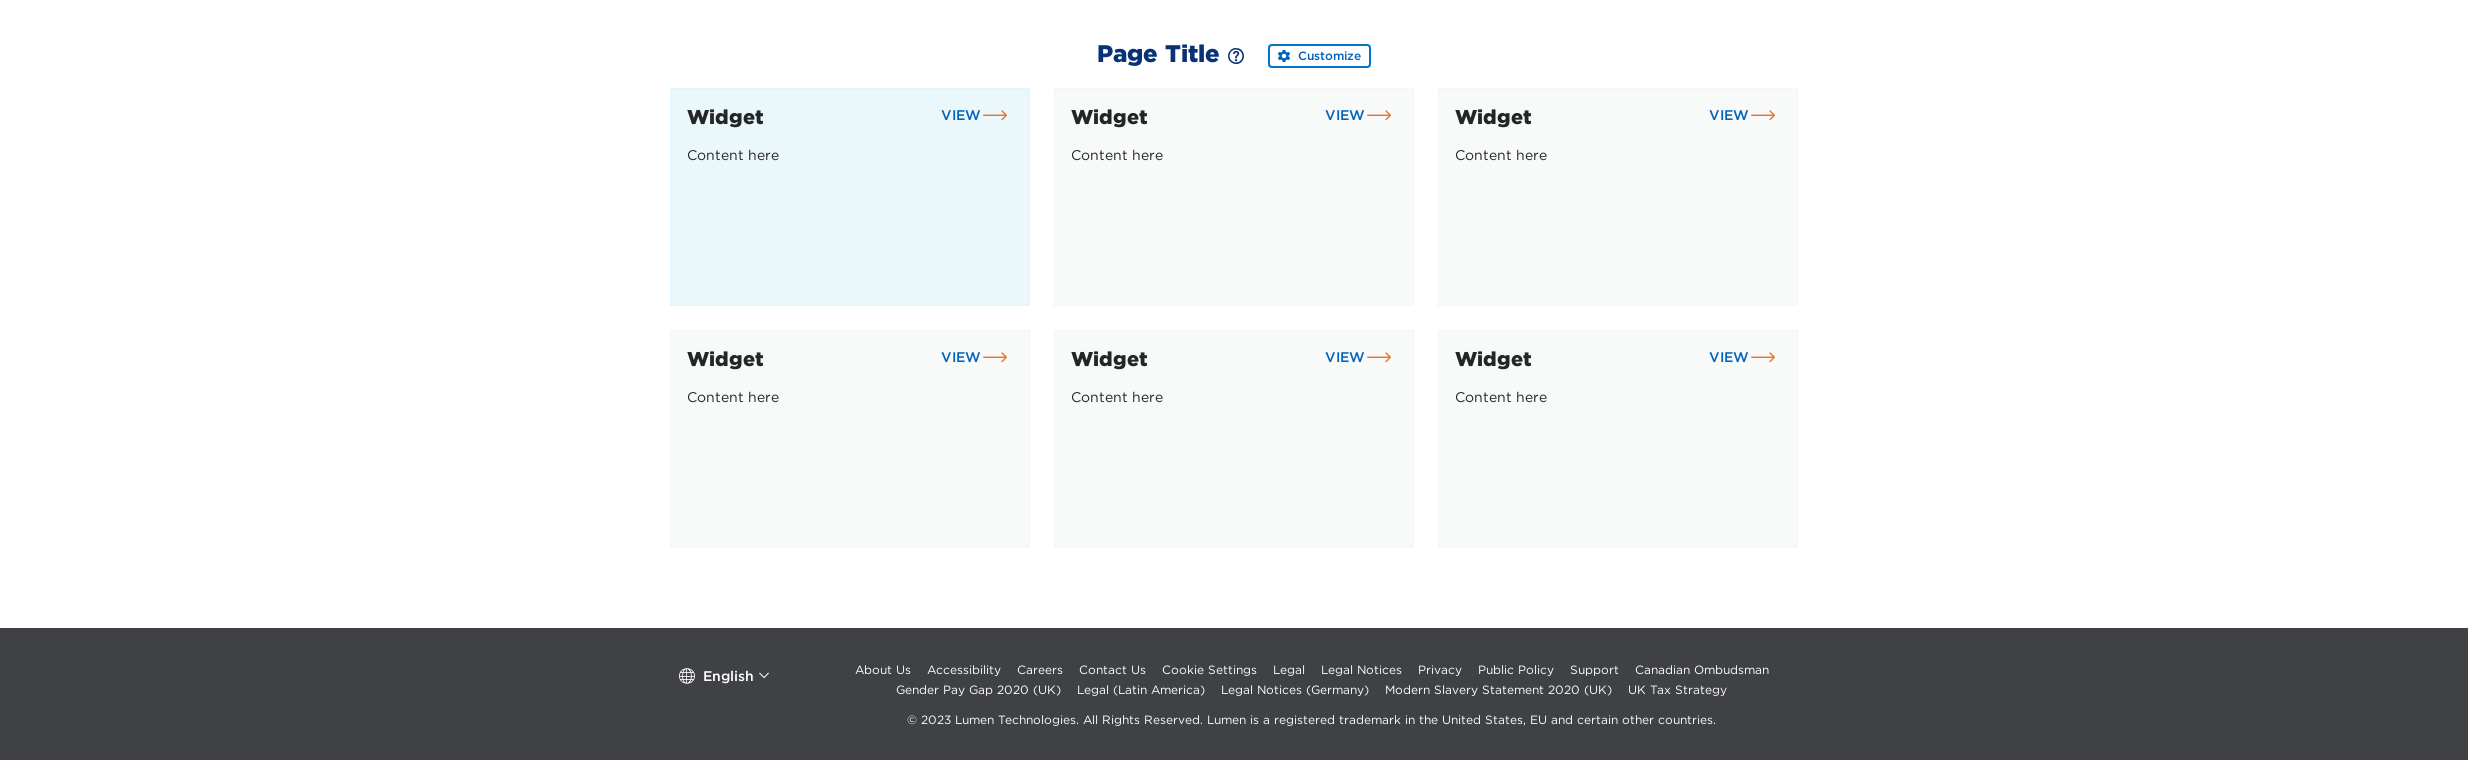 Page Title Customize
Widget VIEW Widget VIEW Widget VIEW
Content here Content here Content here
Widget VIEW Widget VIEW Widget VIEW
Content here Content here Content here
English
About Us Accessibility Careers Contact Us Cookie Settings Legal Legal Notices Privacy Public Policy Support Canadian Ombudsman
Gender Pay Gap 2020 (UK) Legal (Latin America) Legal Notices (Germany) Modern Slavery Statement 2020 (UK) UK Tax Strategy
© 2023 Lumen Technologies. All Rights Reserved. Lumen is a registered trademark in the United States, EU and certain other countries.